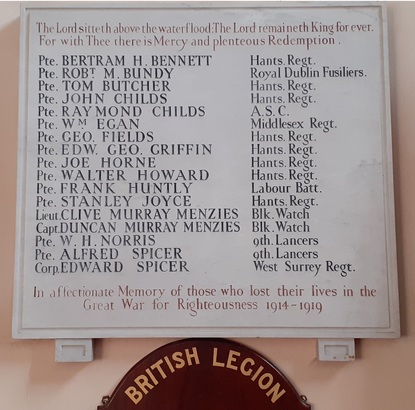 The Lord sitteth above the waterflood: The Lord remaineth King for ever.
For with Thee there is Mercy and plenteous Redemption.
Pte. BERTRAM H. BENNETT Hants. Regt.
Pte. ROBT M. BUNDY Royal Dublin Fusiliers.
Pte. TOM BUTCHER Hants. Regt.
Pte. JOHN CHILDS Hants. Regt.
Pte. RAYMOND CHILDS A.S.C.
Pte. WM EGAN Middlesex Regt.
Pte. GEO. FIELDS Hants. Regt.
Pte. EDW. GEO. GRIFFIN Hants. Regt.
Pte. JOE HORNE Hants. Regt.
Pte. WALTER HOWARD Hants. Regt.
Pte. FRANK HUNTLY Labour Batt.
Pte. STANLEY JOYCE Hants. Regt.
Lieut. CLIVE MURRAY MENZIES Blk. Watch
Capt. DUNCAN MURRAY MENZIES Blk. Watch
Pte. W. H. NORRIS 9th. Lancers
Pte. ALFRED SPICER 9th. Lancers
Corp. EDWARD SPICER West Surrey Regt.
In affectionate Memory of those who lost their lives in the
Great War for Righteousness 1914-1919
BRITISH LEGION